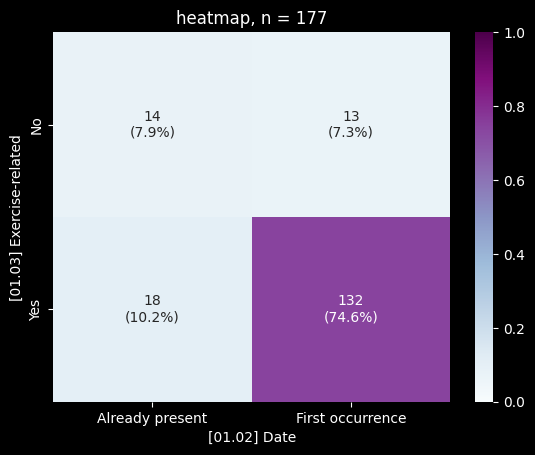 heatmap, n = 177
[01.03] Exercise-related
No
Yes
14
(7.9%)
13
(7.3%)
18
(10.2%)
132
(74.6%)
Already present
First occurrence
[01.02] Date
1.0
0.8
0.6
0.4
0.2
0.0